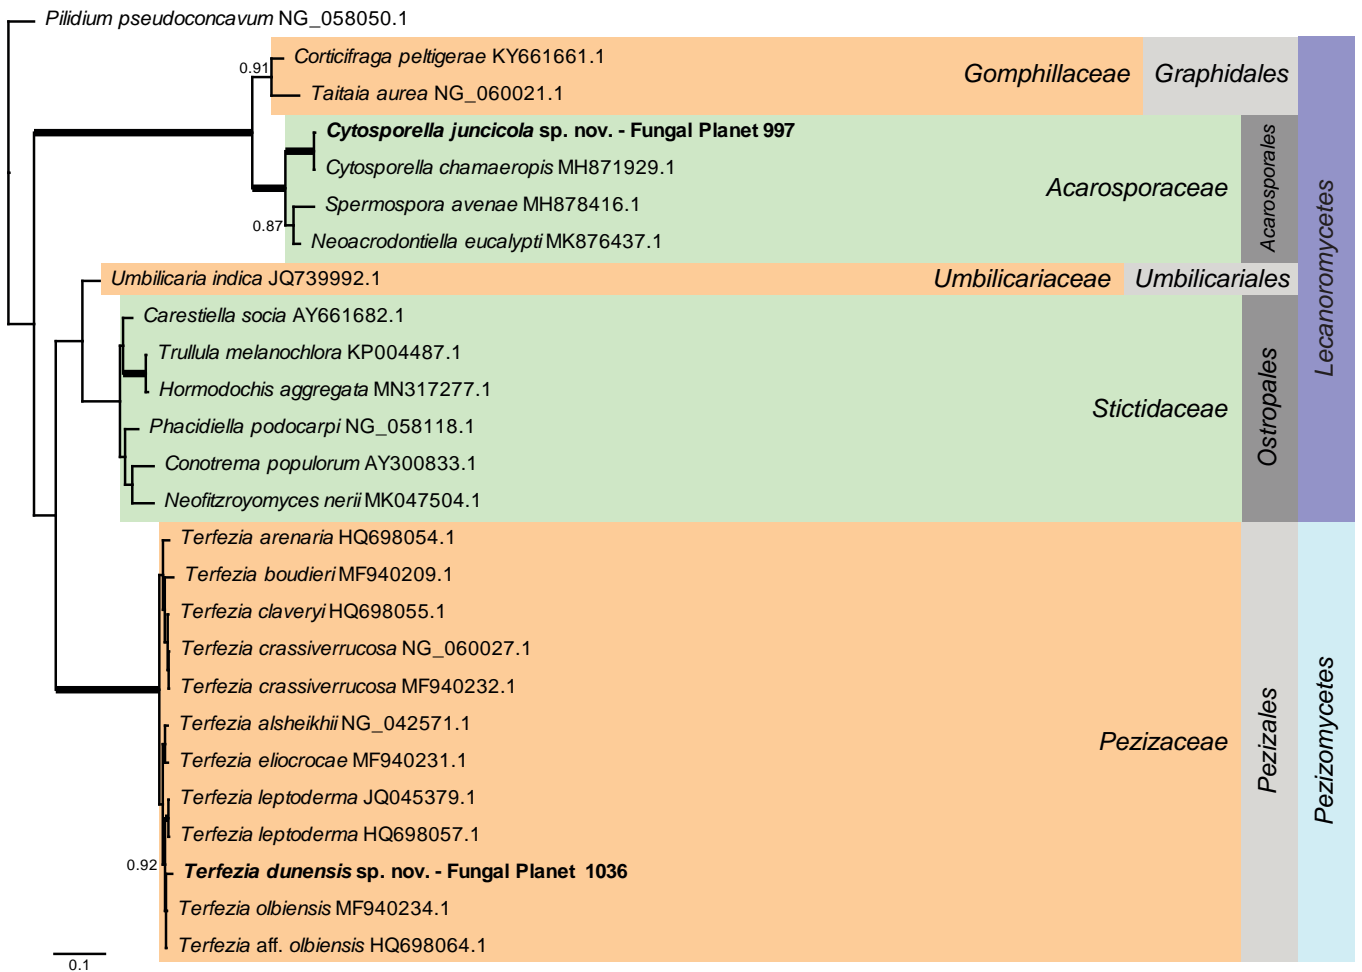 Pilidium pseudoconcavum NG_058050.1
0.91
Corticifraga peltigerae KY661661.1
Taitaia aurea NG_060021.1
Gomphillaceae
Graphidales
Cytosporella juncicola sp. nov. - Fungal Planet 997
Cytosporella chamaeropis MH871929.1
Spermospora avenae MH878416.1
0.87
Neoacrodontiella eucalypti MK876437.1
Acarosporaceae
Acarosporales
Umbilicaria indica JQ739992.1
Umbilicariaceae
Umbilicariales
Carestiella socia AY661682.1
Trullula melanochlora KP004487.1
Hormodochis aggregata MN317277.1
Phacidiella podocarpi NG_058118.1
Conotrema populorum AY300833.1
Neofitzroyomyces nerii MK047504.1
Stictidaceae
Ostropales
Lecanoromycetes
Terfezia arenaria HQ698054.1
Terfezia boudieri MF940209.1
Terfezia claveryi HQ698055.1
Terfezia crassiverrucosa NG_060027.1
Terfezia crassiverrucosa MF940232.1
Terfezia alsheikhii NG_042571.1
Terfezia eliocrocae MF940231.1
Terfezia leptoderma JQ045379.1
Terfezia leptoderma HQ698057.1
0.92
Terfezia dunensis sp. nov. - Fungal Planet 1036
Terfezia olbiensis MF940234.1
Terfezia aff. olbiensis HQ698064.1
Pezizaceae
Pezizales
Pezizomycetes
0.1